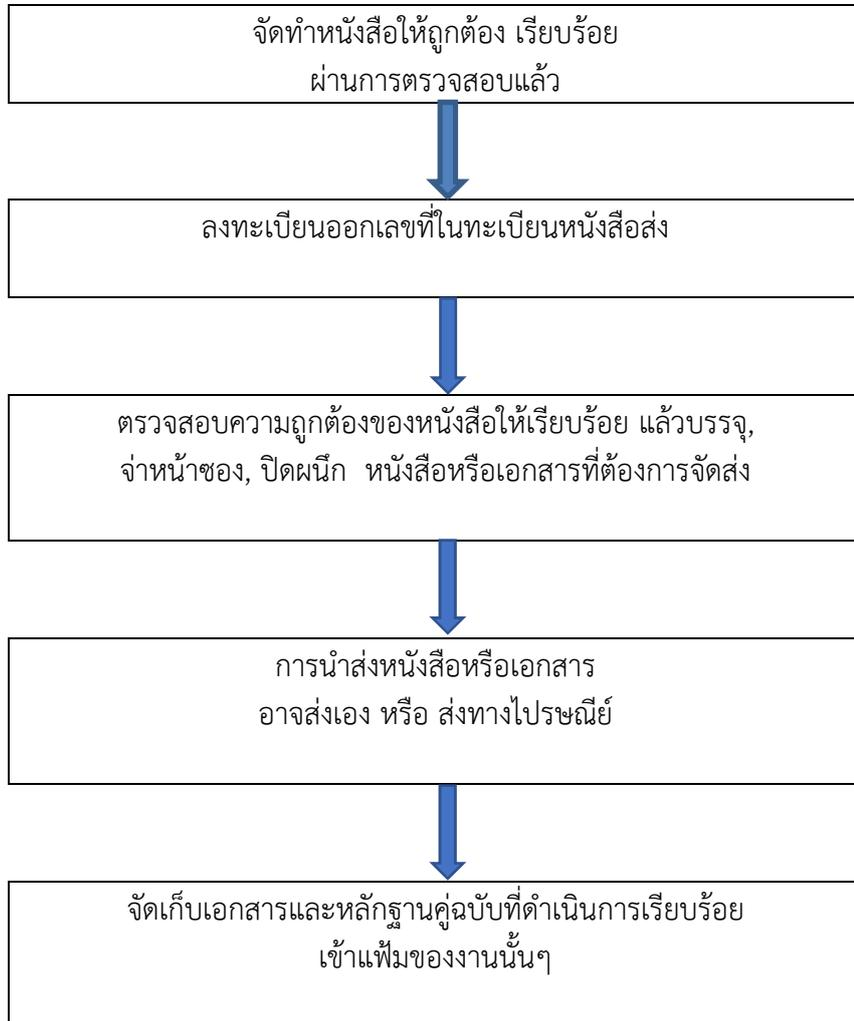 จัดทำหนังสือให้ถูกต้อง เรียบร้อย
ผ่านการตรวจสอบแล้ว
ลงทะเบียนออกเลขที่ในทะเบียนหนังสือส่ง
ตรวจสอบความถูกต้องของหนังสือให้เรียบร้อย แล้วบรรจุ,
จ่าหน้าซอง, ปิดผนึก  หนังสือหรือเอกสารที่ต้องการจัดส่ง
การนำส่งหนังสือหรือเอกสาร
อาจส่งเอง หรือ ส่งทางไปรษณีย์
จัดเก็บเอกสารและหลักฐานคู่ฉบับที่ดำเนินการเรียบร้อย
เข้าแฟ้มของงานนั้นๆ